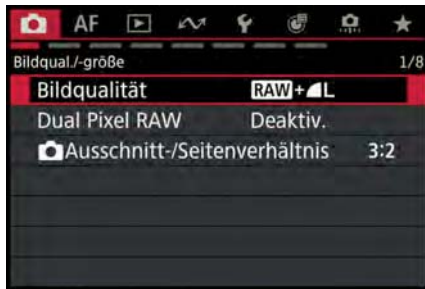 AF
Bildqual./-größe 1/8
Bildqualität RAW+L
Dual Pixel RAW Deaktiv.
Ausschnitt-/Seitenverhältnis 3:2